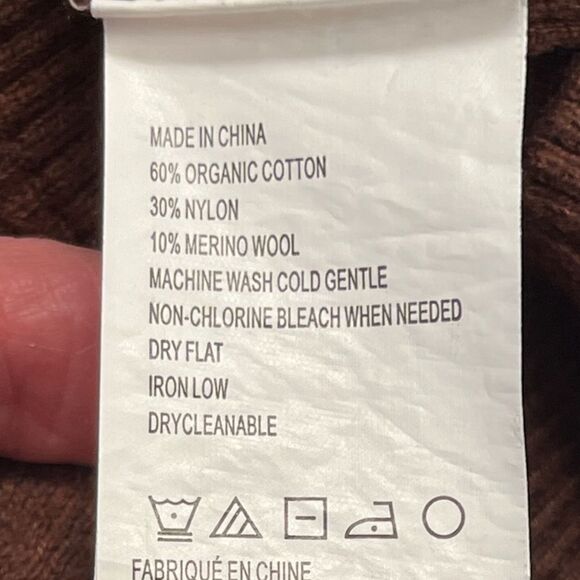 MADE IN CHINA
60% ORGANIC COTTON
30% NYLON
10% MERINO WOOL
MACHINE WASH COLD GENTLE
NON-CHLORINE BLEACH WHEN NEEDED
DRY FLAT
IRON LOW
DRYCLEANABLE
FABRIQUÉ EN CHINE